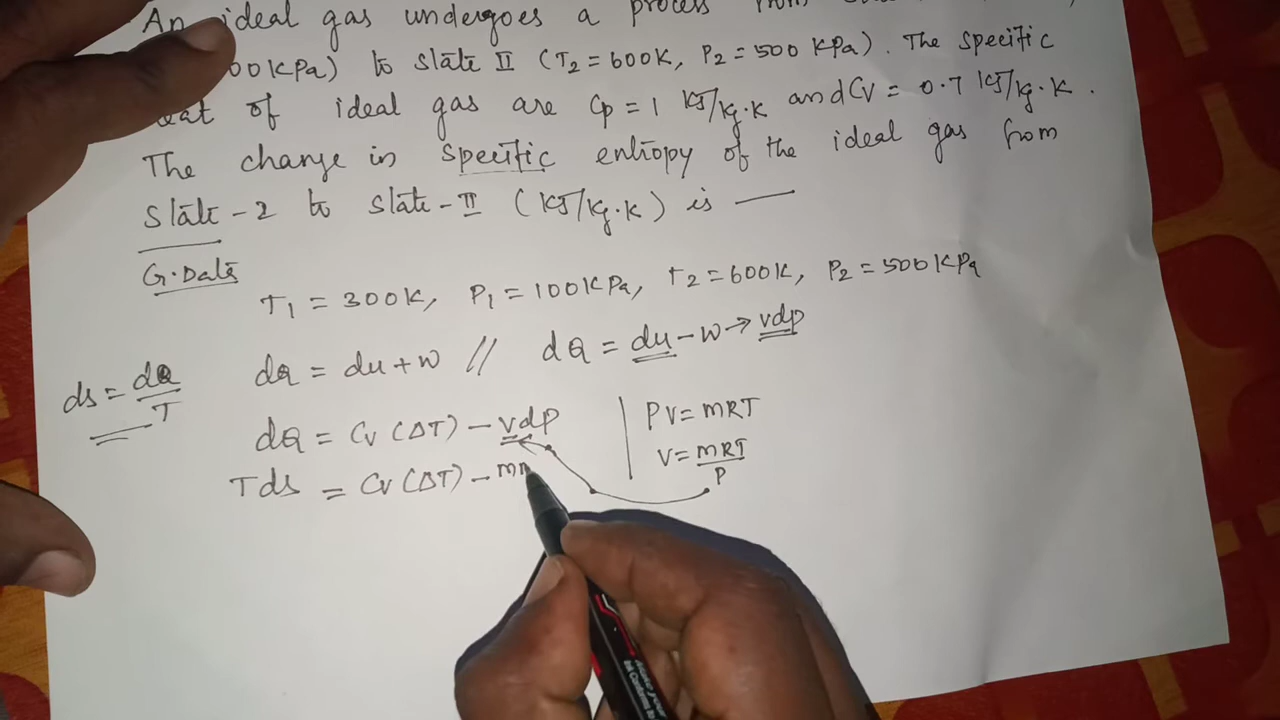 An ideal gas undergoes a process from
00KPa) to State II (T2 = 600K, P2 = 500 KPa). The Specific
eat of ideal gas are Cp = 1 KJ/kg.K and Cv = 0.7 KJ/kg.K.
The change in specific entropy of the ideal gas from
State-2 to State-II (KJ/kg.K) is —
G.Data
T1 = 300K, P1 = 100KPa, T2 = 600K, P2 = 500KPa
ds = dQ/T
dQ = du + w // dQ = du - w → vdp
dQ = Cv (ΔT) - vdp
PV = mRT
V = mRT/P
Tds = Cv (ΔT) - m